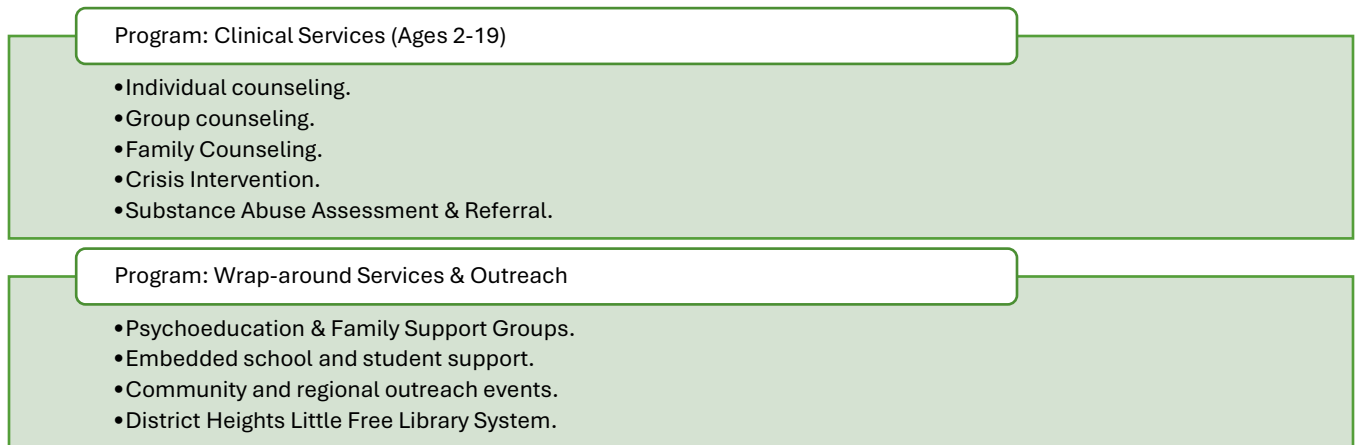 Program: Clinical Services (Ages 2-19)
•Individual counseling.
•Group counseling.
•Family Counseling.
•Crisis Intervention.
•Substance Abuse Assessment & Referral.
Program: Wrap-around Services & Outreach
•Psychoeducation & Family Support Groups.
•Embedded school and student support.
•Community and regional outreach events.
•District Heights Little Free Library System.